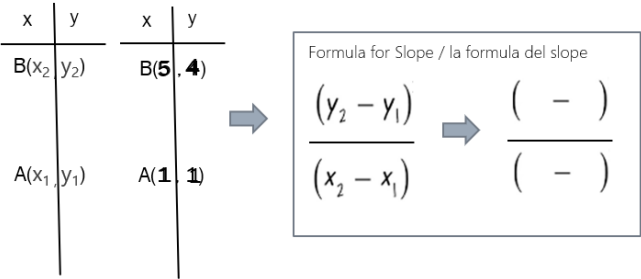 x y
B(x₂, y₂)
A(x₁, y₁)
x y
B(5, 4)
A(1, 1)
Formula for Slope / la formula del slope
(y₂ – y₁)
(x₂ – x₁)
( – )
( – )